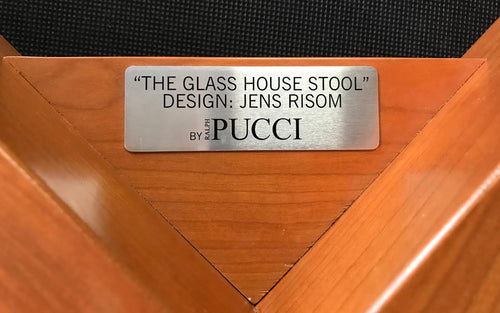 “THE GLASS HOUSE STOOL”
DESIGN: JENS RISOM
BY RALPH PUCCI